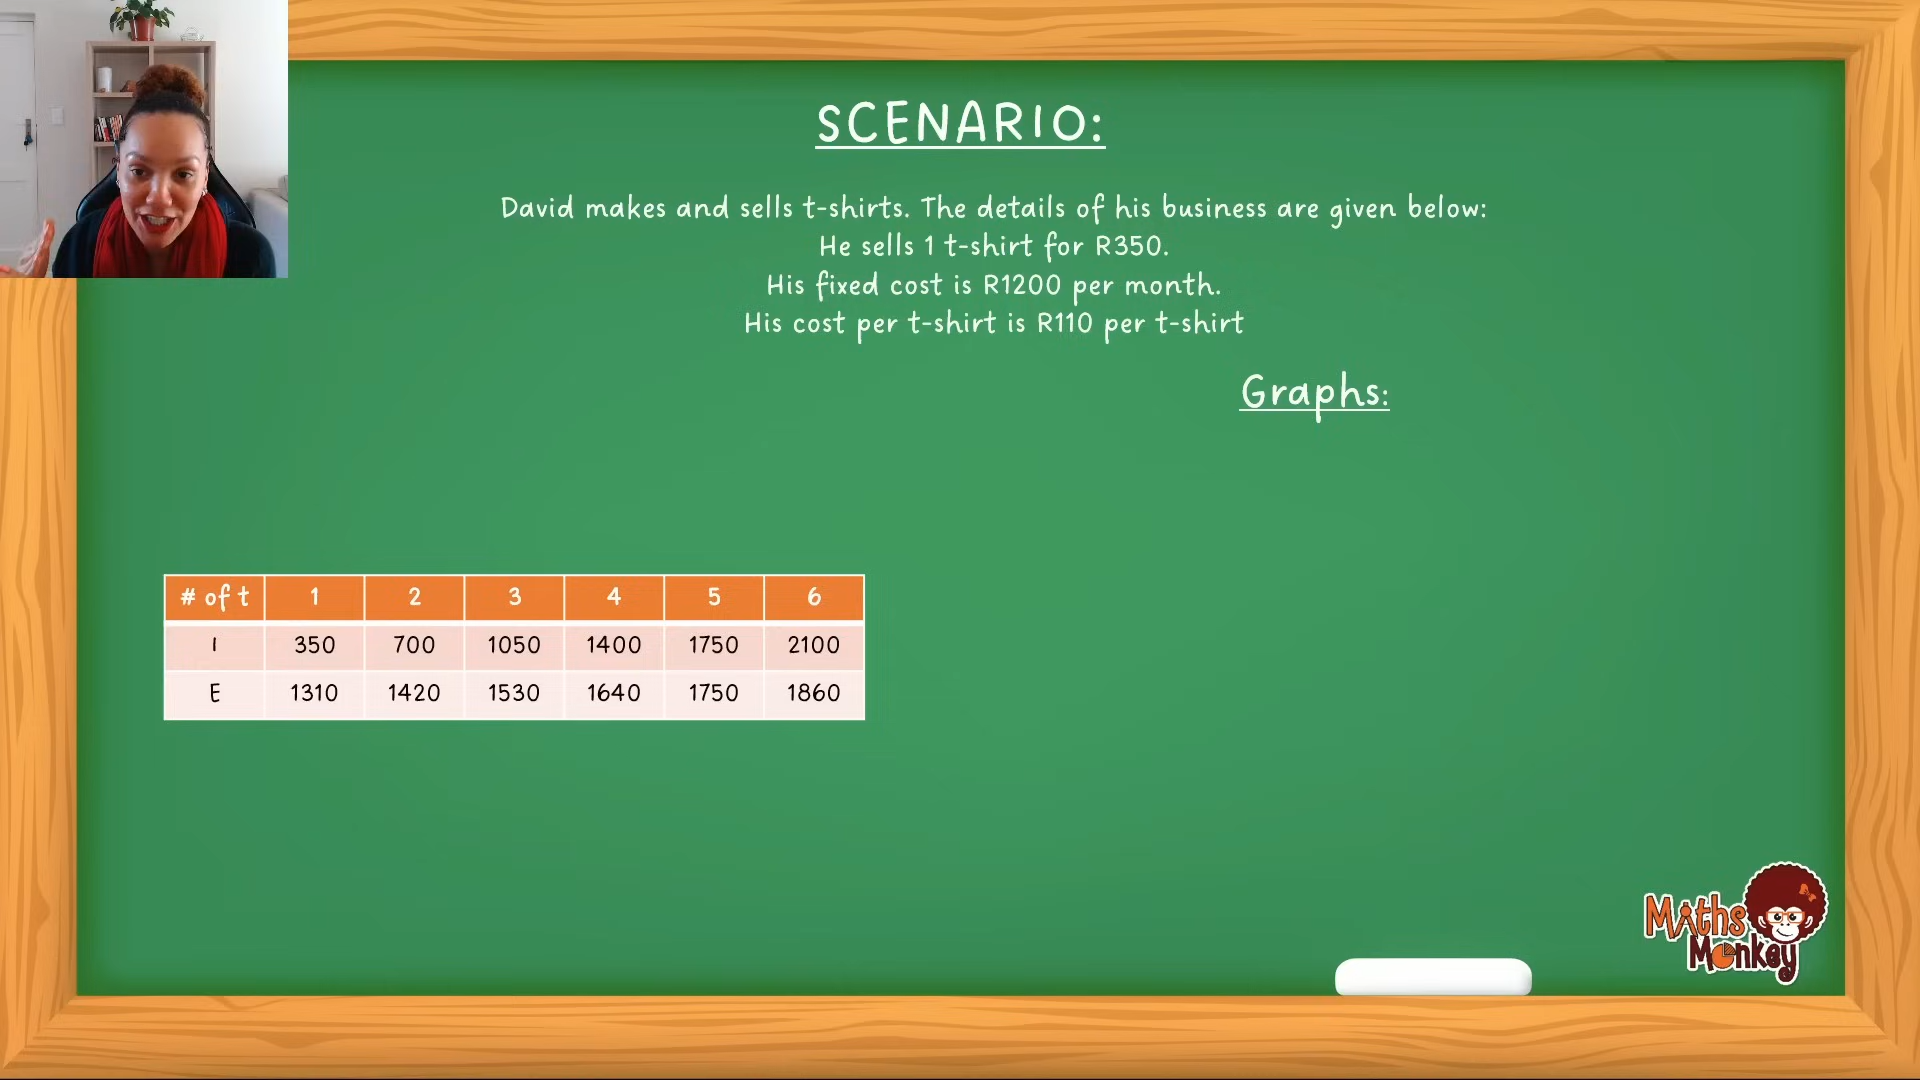 SCENARIO:
David makes and sells t-shirts. The details of his business are given below:
He sells 1 t-shirt for R350.
His fixed cost is R1200 per month.
His cost per t-shirt is R110 per t-shirt
Graphs:
# of t 1 2 3 4 5 6
I 350 700 1050 1400 1750 2100
E 1310 1420 1530 1640 1750 1860
Maths
Monkey